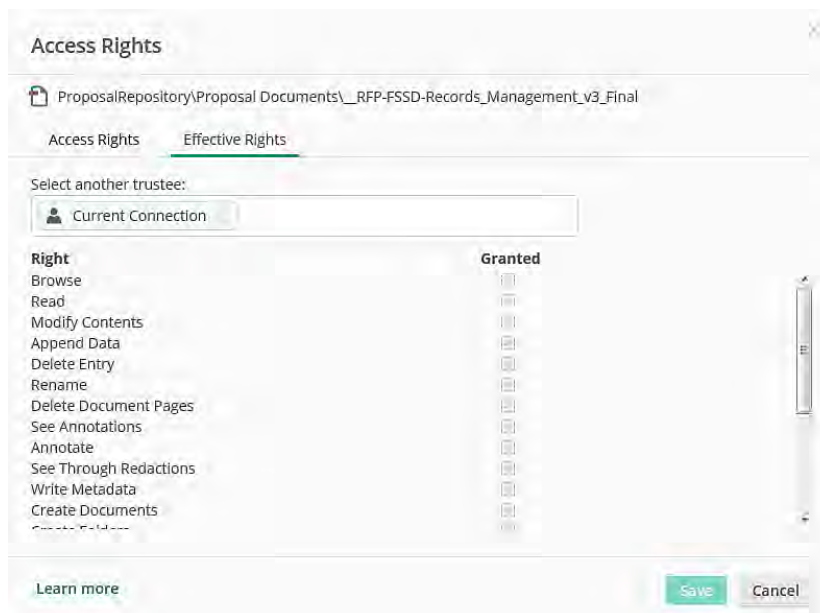 Access Rights
ProposalRepository\Proposal Documents\__RFP-FSSD-Records_Management_v3_Final
Access Rights Effective Rights
Select another trustee:
Current Connection
Right Granted
Browse
Read
Modify Contents
Append Data
Delete Entry
Rename
Delete Document Pages
See Annotations
Annotate
See Through Redactions
Write Metadata
Create Documents
Create Folders
Learn more Save Cancel